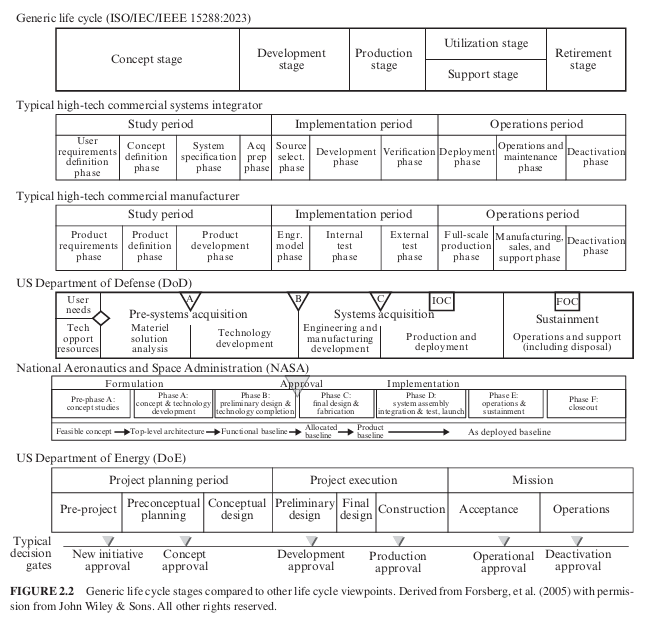 Generic life cycle (ISO/IEC/IEEE 15288:2023)
Concept stage
Development
stage
Production
stage
Utilization stage
Support stage
Retirement
stage
Typical high-tech commercial systems integrator
Study period
Implementation period
Operations period
User
requirements
definition
phase
Concept
definition
phase
System
specification
phase
Acq
prep
phase
Source
select.
phase
Development
phase
Verification
phase
Deployment
phase
Operations and
maintenance
phase
Deactivation
phase
Typical high-tech commercial manufacturer
Study period
Implementation period
Operations period
Product
requirements
phase
Product
definition
phase
Product
development
phase
Engr.
model
phase
Internal
test
phase
External
test
phase
Full-scale
production
phase
Manufacturing,
sales, and
support phase
Deactivation
phase
US Department of Defense (DoD)
User
needs
Tech
opport
resources
A
B
C
IOC
FOC
Pre-systems acquisition
Systems acquisition
Sustainment
Materiel
solution
analysis
Technology
development
Engineering and
manufacturing
development
Production and
deployment
Operations and support
(including disposal)
National Aeronautics and Space Administration (NASA)
Formulation
Approval
Implementation
Pre-phase A:
concept studies
Phase A:
concept & technology
development
Phase B:
preliminary design &
technology completion
Phase C:
final design &
fabrication
Phase D:
system assembly
integration & test, launch
Phase E:
operations &
sustainment
Phase F:
closeout
Feasible concept
Top-level architecture
Functional baseline
Allocated
baseline
Product
baseline
As deployed baseline
US Department of Energy (DoE)
Project planning period
Project execution
Mission
Pre-project
Preconceptual
planning
Conceptual
design
Preliminary
design
Final
design
Construction
Acceptance
Operations
Typical
decision
gates
New initiative
approval
Concept
approval
Development
approval
Production
approval
Operational
approval
Deactivation
approval
FIGURE 2.2 Generic life cycle stages compared to other life cycle viewpoints. Derived from Forsberg, et al. (2005) with permis-
sion from John Wiley & Sons. All other rights reserved.